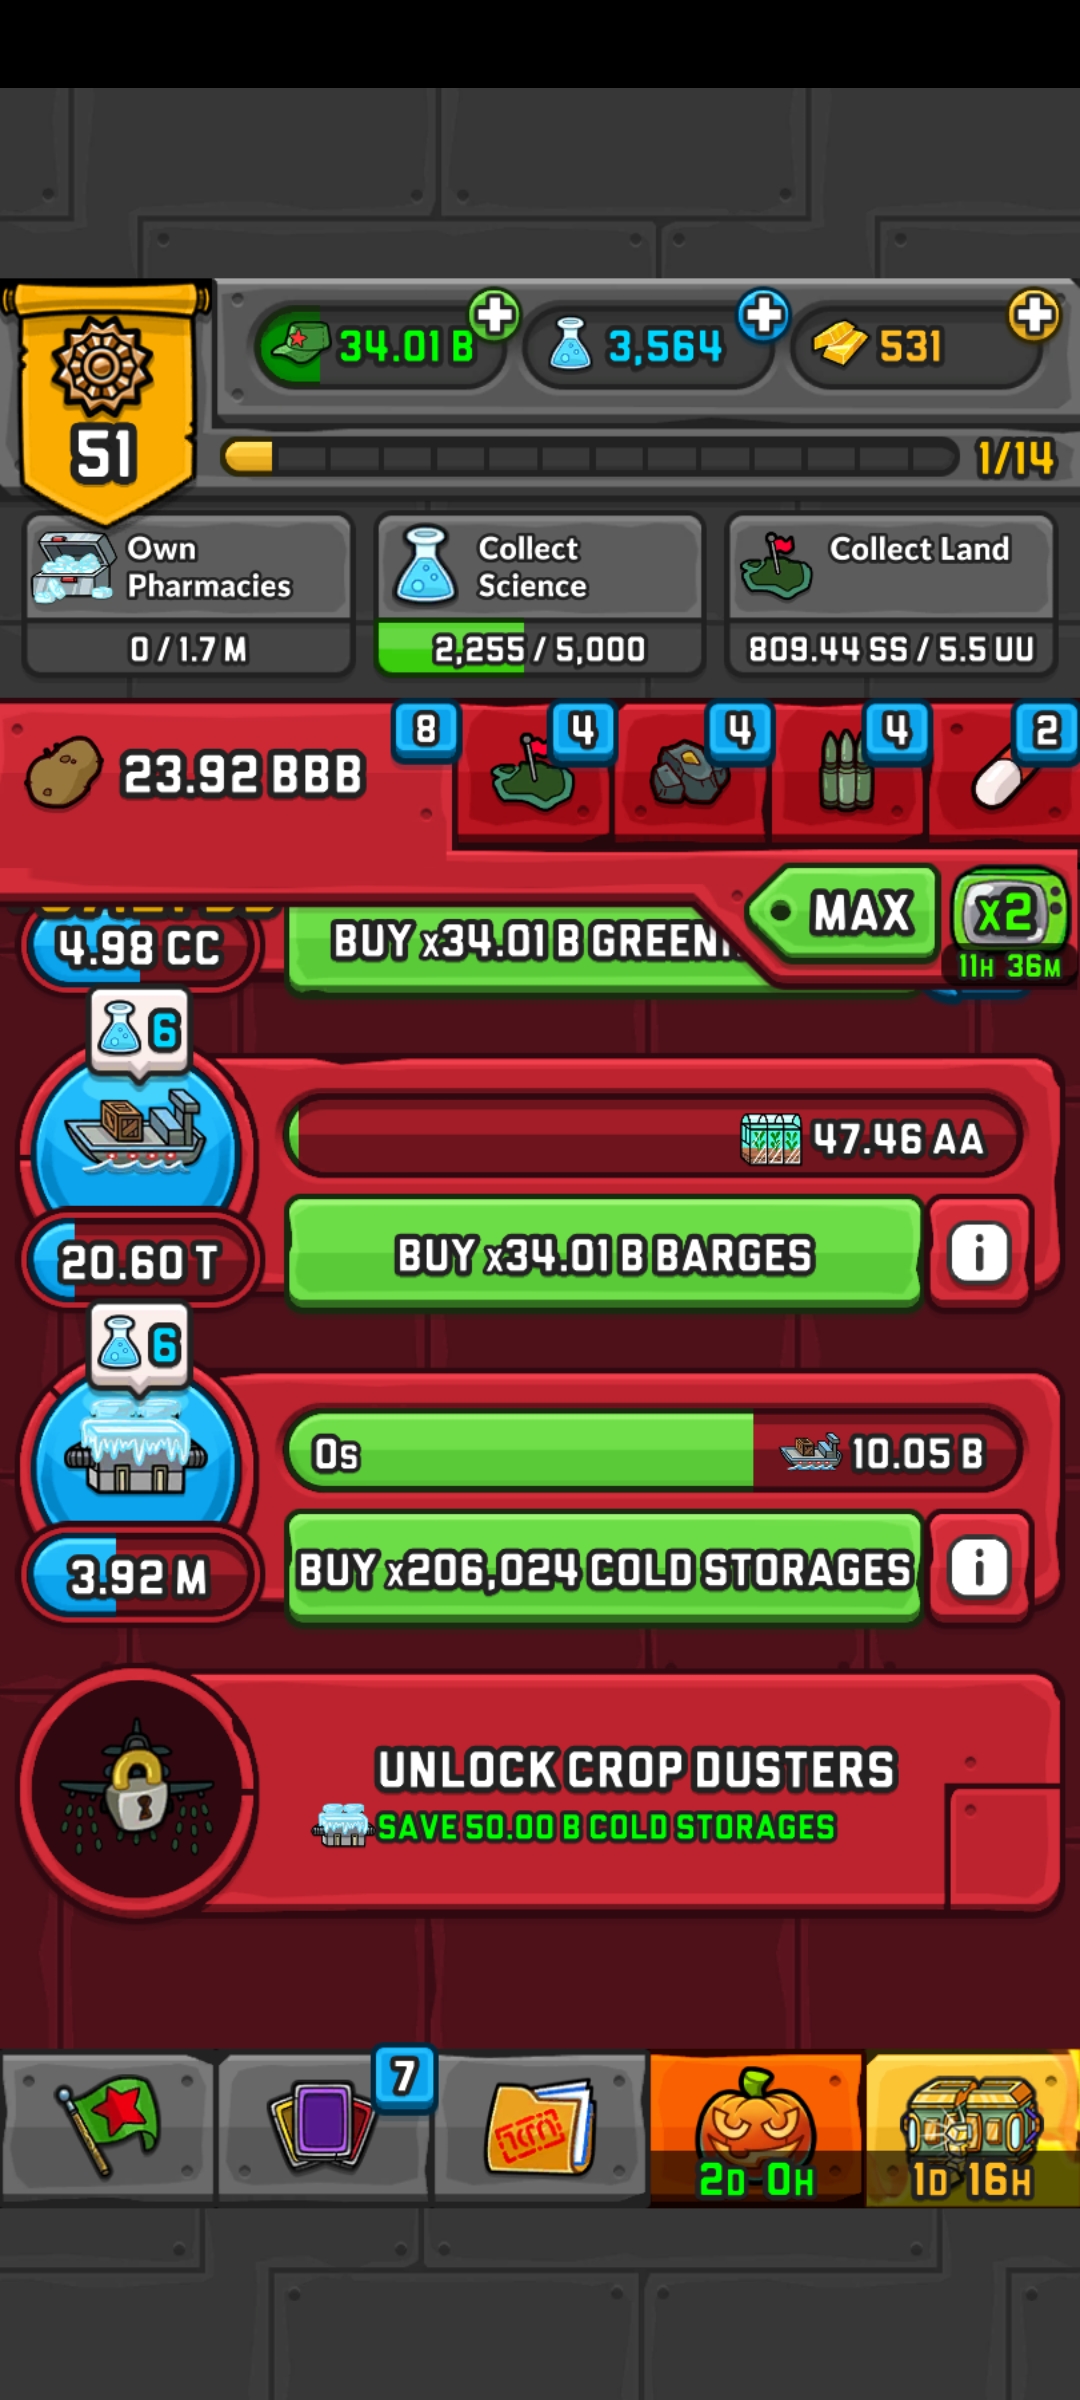 34.01 B
3,564
531
51
1/14
Own Pharmacies
0 / 1.7 M
Collect Science
2,255 / 5,000
Collect Land
809.44 SS / 5.5 UU
23.92 BBB
8
4
4
4
2
MAX
x2
11H 36M
4.98 CC
BUY x34.01 B
6
47.46 AA
BUY x34.01 B BARGES
i
20.60 T
6
0s
10.05 B
BUY x206,024 COLD STORAGES
i
3.92 M
UNLOCK CROP DUSTERS
SAVE 50.00 B COLD STORAGES
7
2D 0H
1D 16H